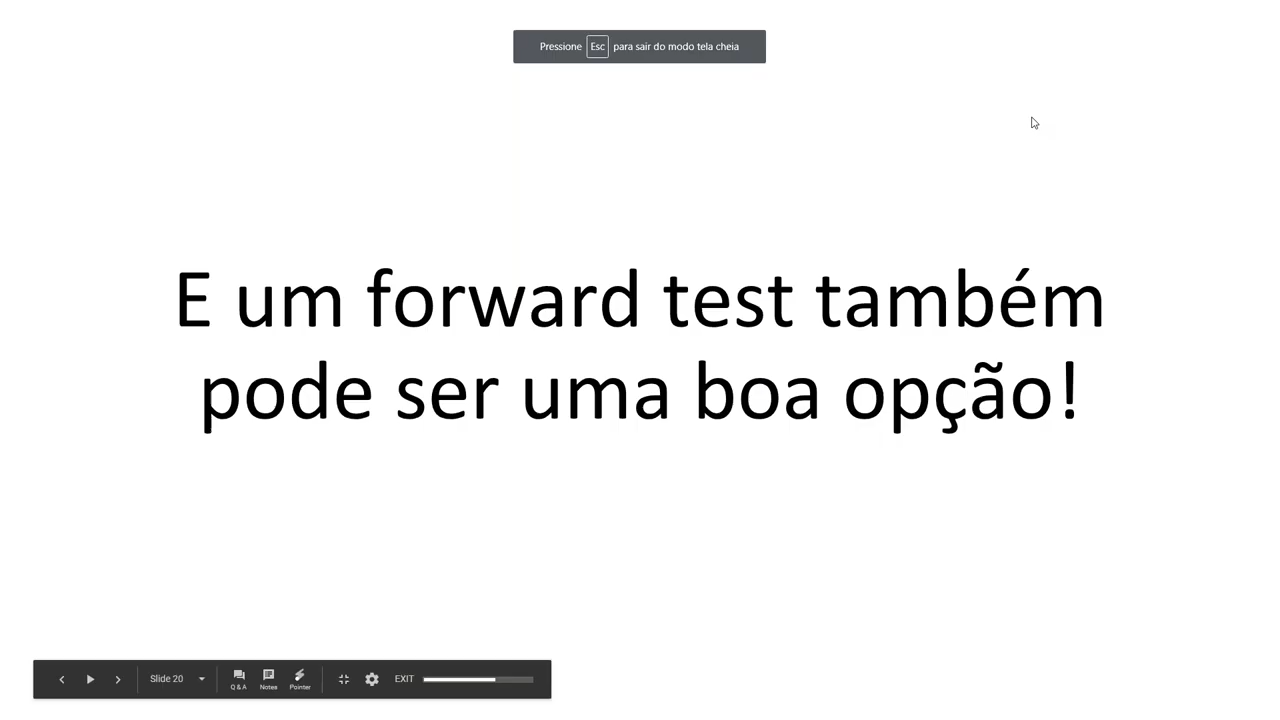 Pressione Esc para sair do modo tela cheia
E um forward test também
pode ser uma boa opção!
Slide 20
Q & A
Notes
Pointer
EXIT